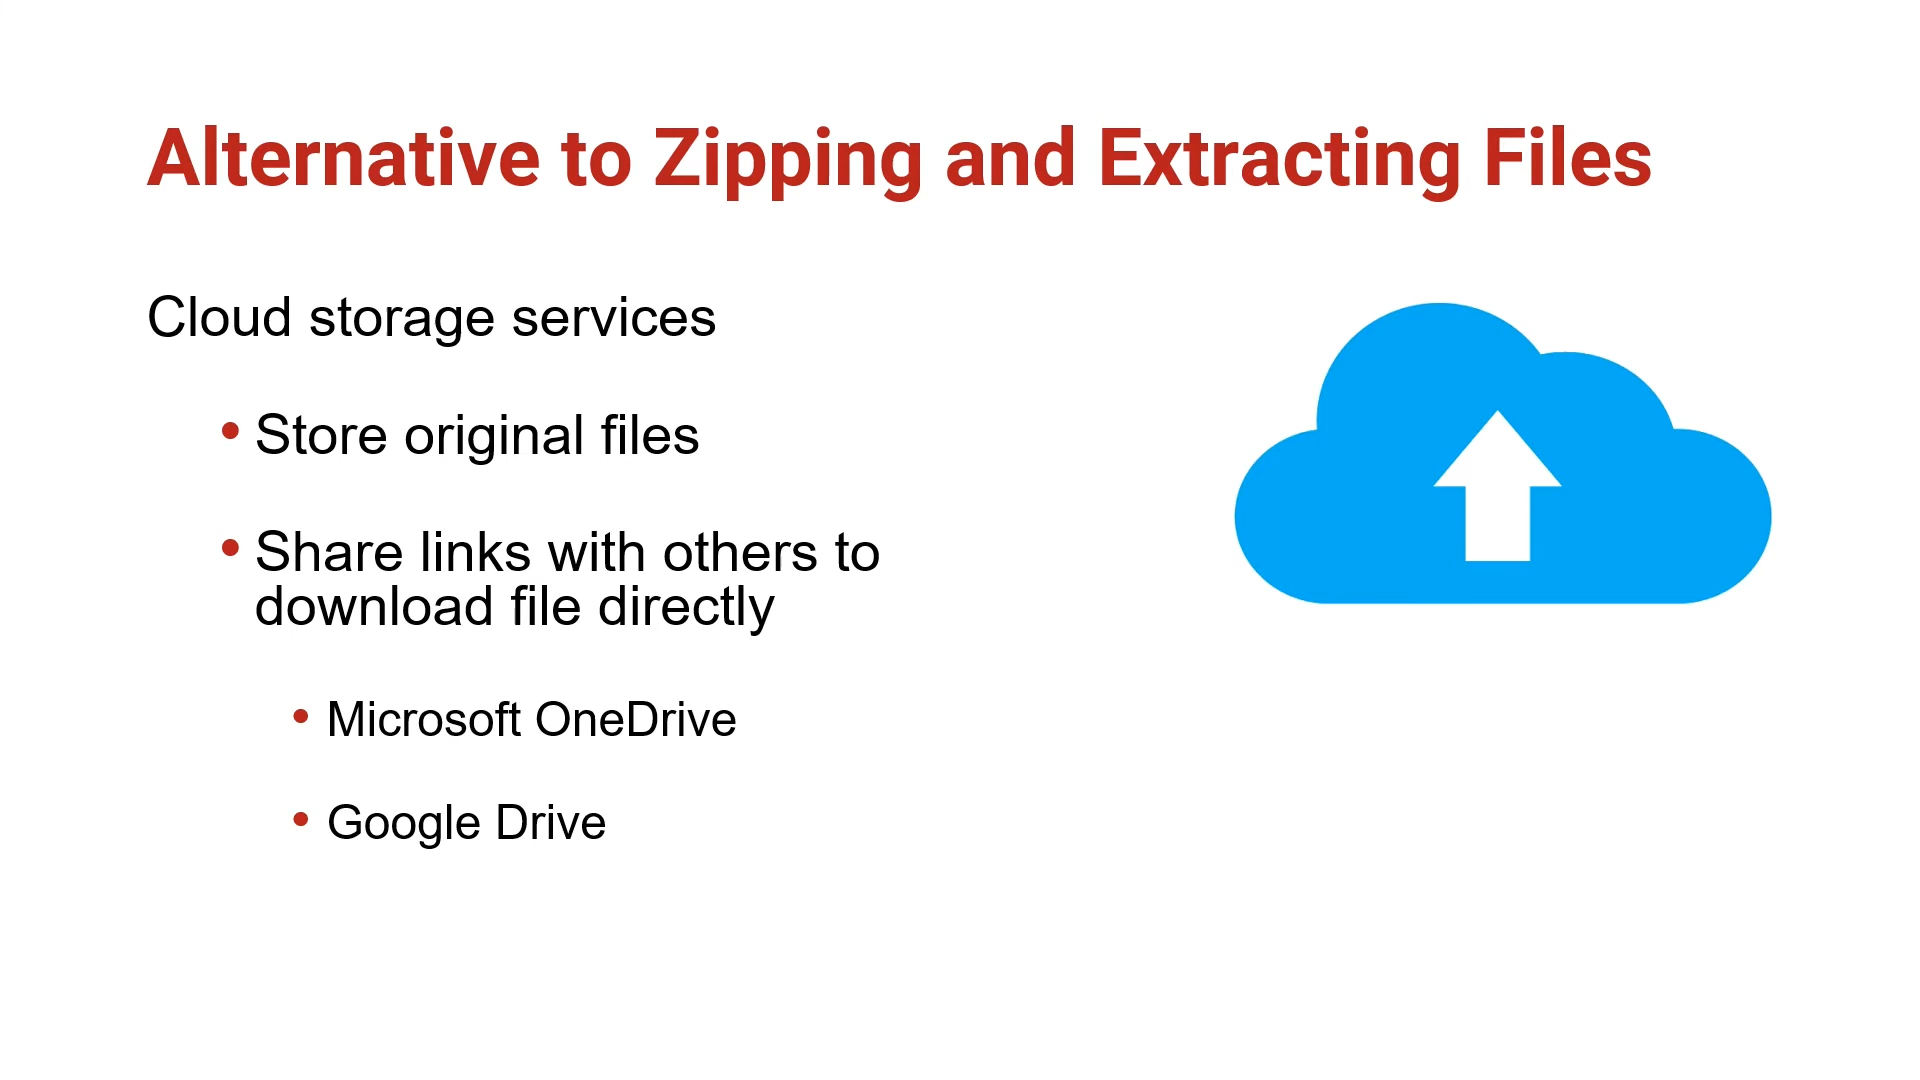 Alternative to Zipping and Extracting Files
Cloud storage services
• Store original files
• Share links with others to
download file directly
• Microsoft OneDrive
• Google Drive